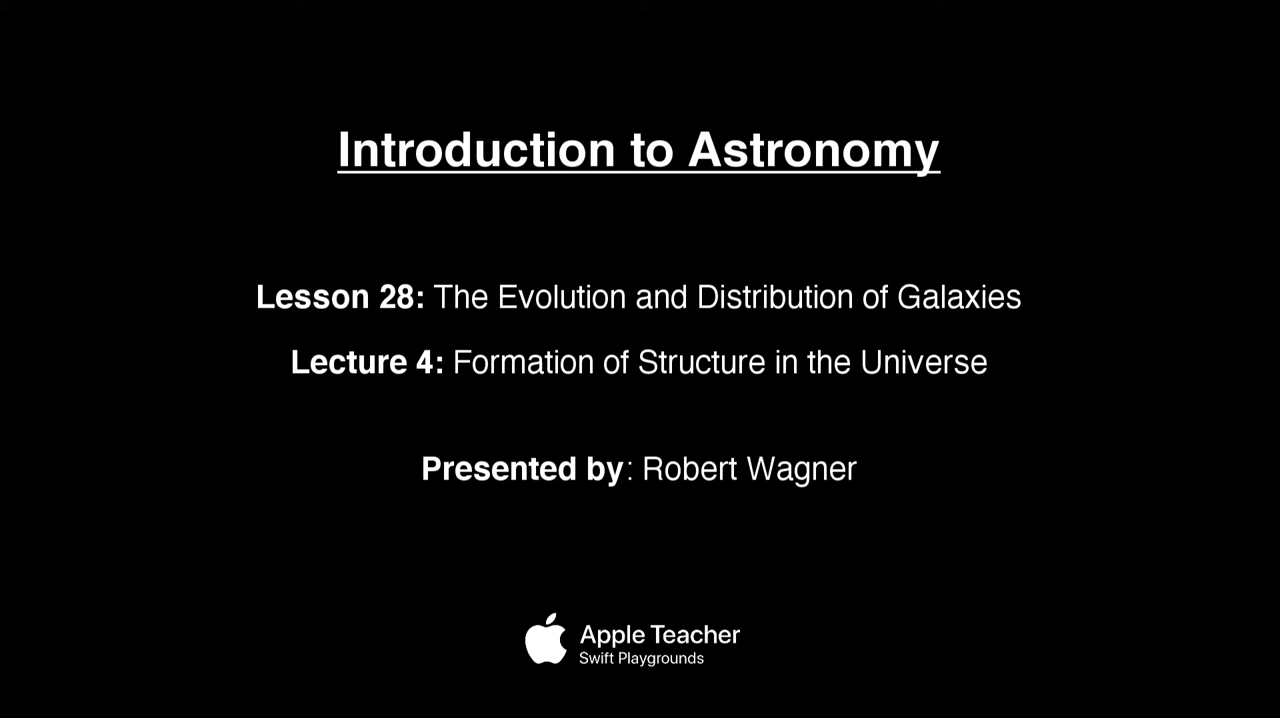 Introduction to Astronomy
Lesson 28: The Evolution and Distribution of Galaxies
Lecture 4: Formation of Structure in the Universe
Presented by: Robert Wagner
Apple Teacher
Swift Playgrounds